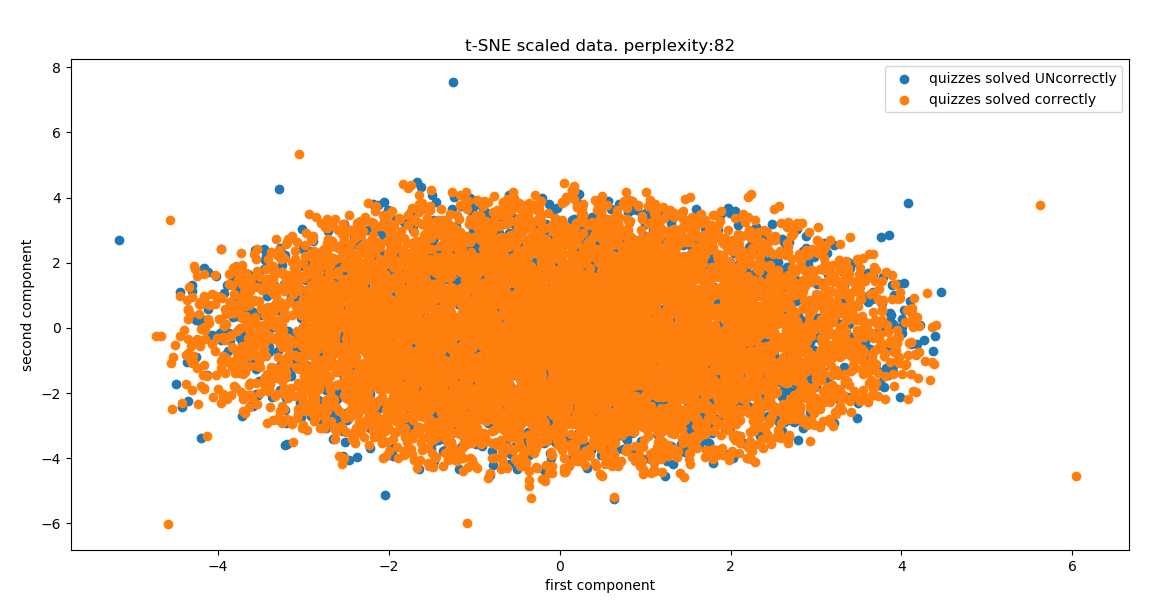 t-SNE scaled data. perplexity:82
quizzes solved UNcorrectly
quizzes solved correctly
second component
8
6
4
2
0
−2
−4
−6
−4
−2
0
2
4
6
first component